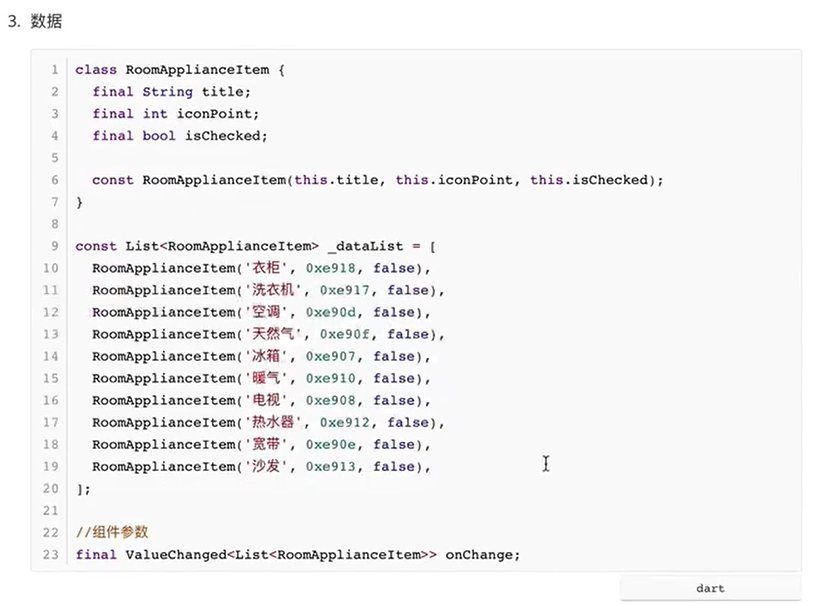 3. 数据
1 class RoomApplianceItem {
2 final String title;
3 final int iconPoint;
4 final bool isChecked;
5
6 const RoomApplianceItem(this.title, this.iconPoint, this.isChecked);
7 }
8
9 const List<RoomApplianceItem> _dataList = [
10 RoomApplianceItem('衣柜', 0xe918, false),
11 RoomApplianceItem('洗衣机', 0xe917, false),
12 RoomApplianceItem('空调', 0xe90d, false),
13 RoomApplianceItem('天然气', 0xe90f, false),
14 RoomApplianceItem('冰箱', 0xe907, false),
15 RoomApplianceItem('暖气', 0xe910, false),
16 RoomApplianceItem('电视', 0xe908, false),
17 RoomApplianceItem('热水器', 0xe912, false),
18 RoomApplianceItem('宽带', 0xe90e, false),
19 RoomApplianceItem('沙发', 0xe913, false),
20 ];
21
22 //组件参数
23 final ValueChanged<List<RoomApplianceItem>> onChange;
dart